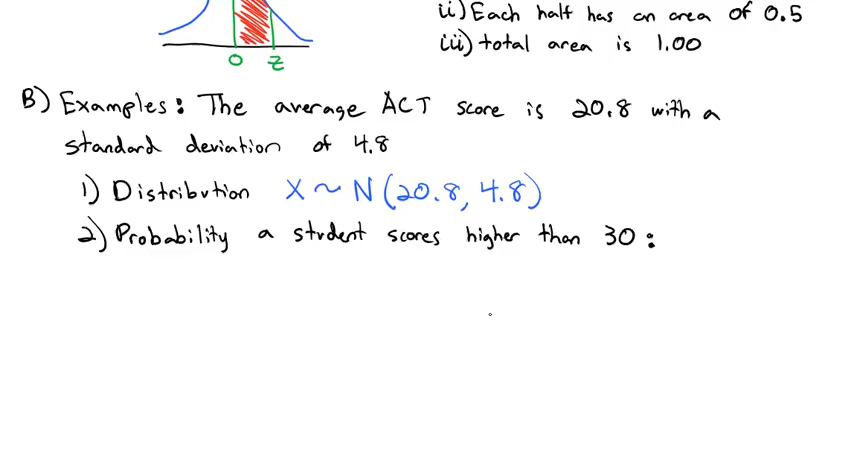 ii) Each half has an area of 0.5
iii) total area is 1.00
0 z
B) Examples: The average ACT score is 20.8 with a
standard deviation of 4.8
1) Distribution X ~ N(20.8, 4.8)
2) Probability a student scores higher than 30: